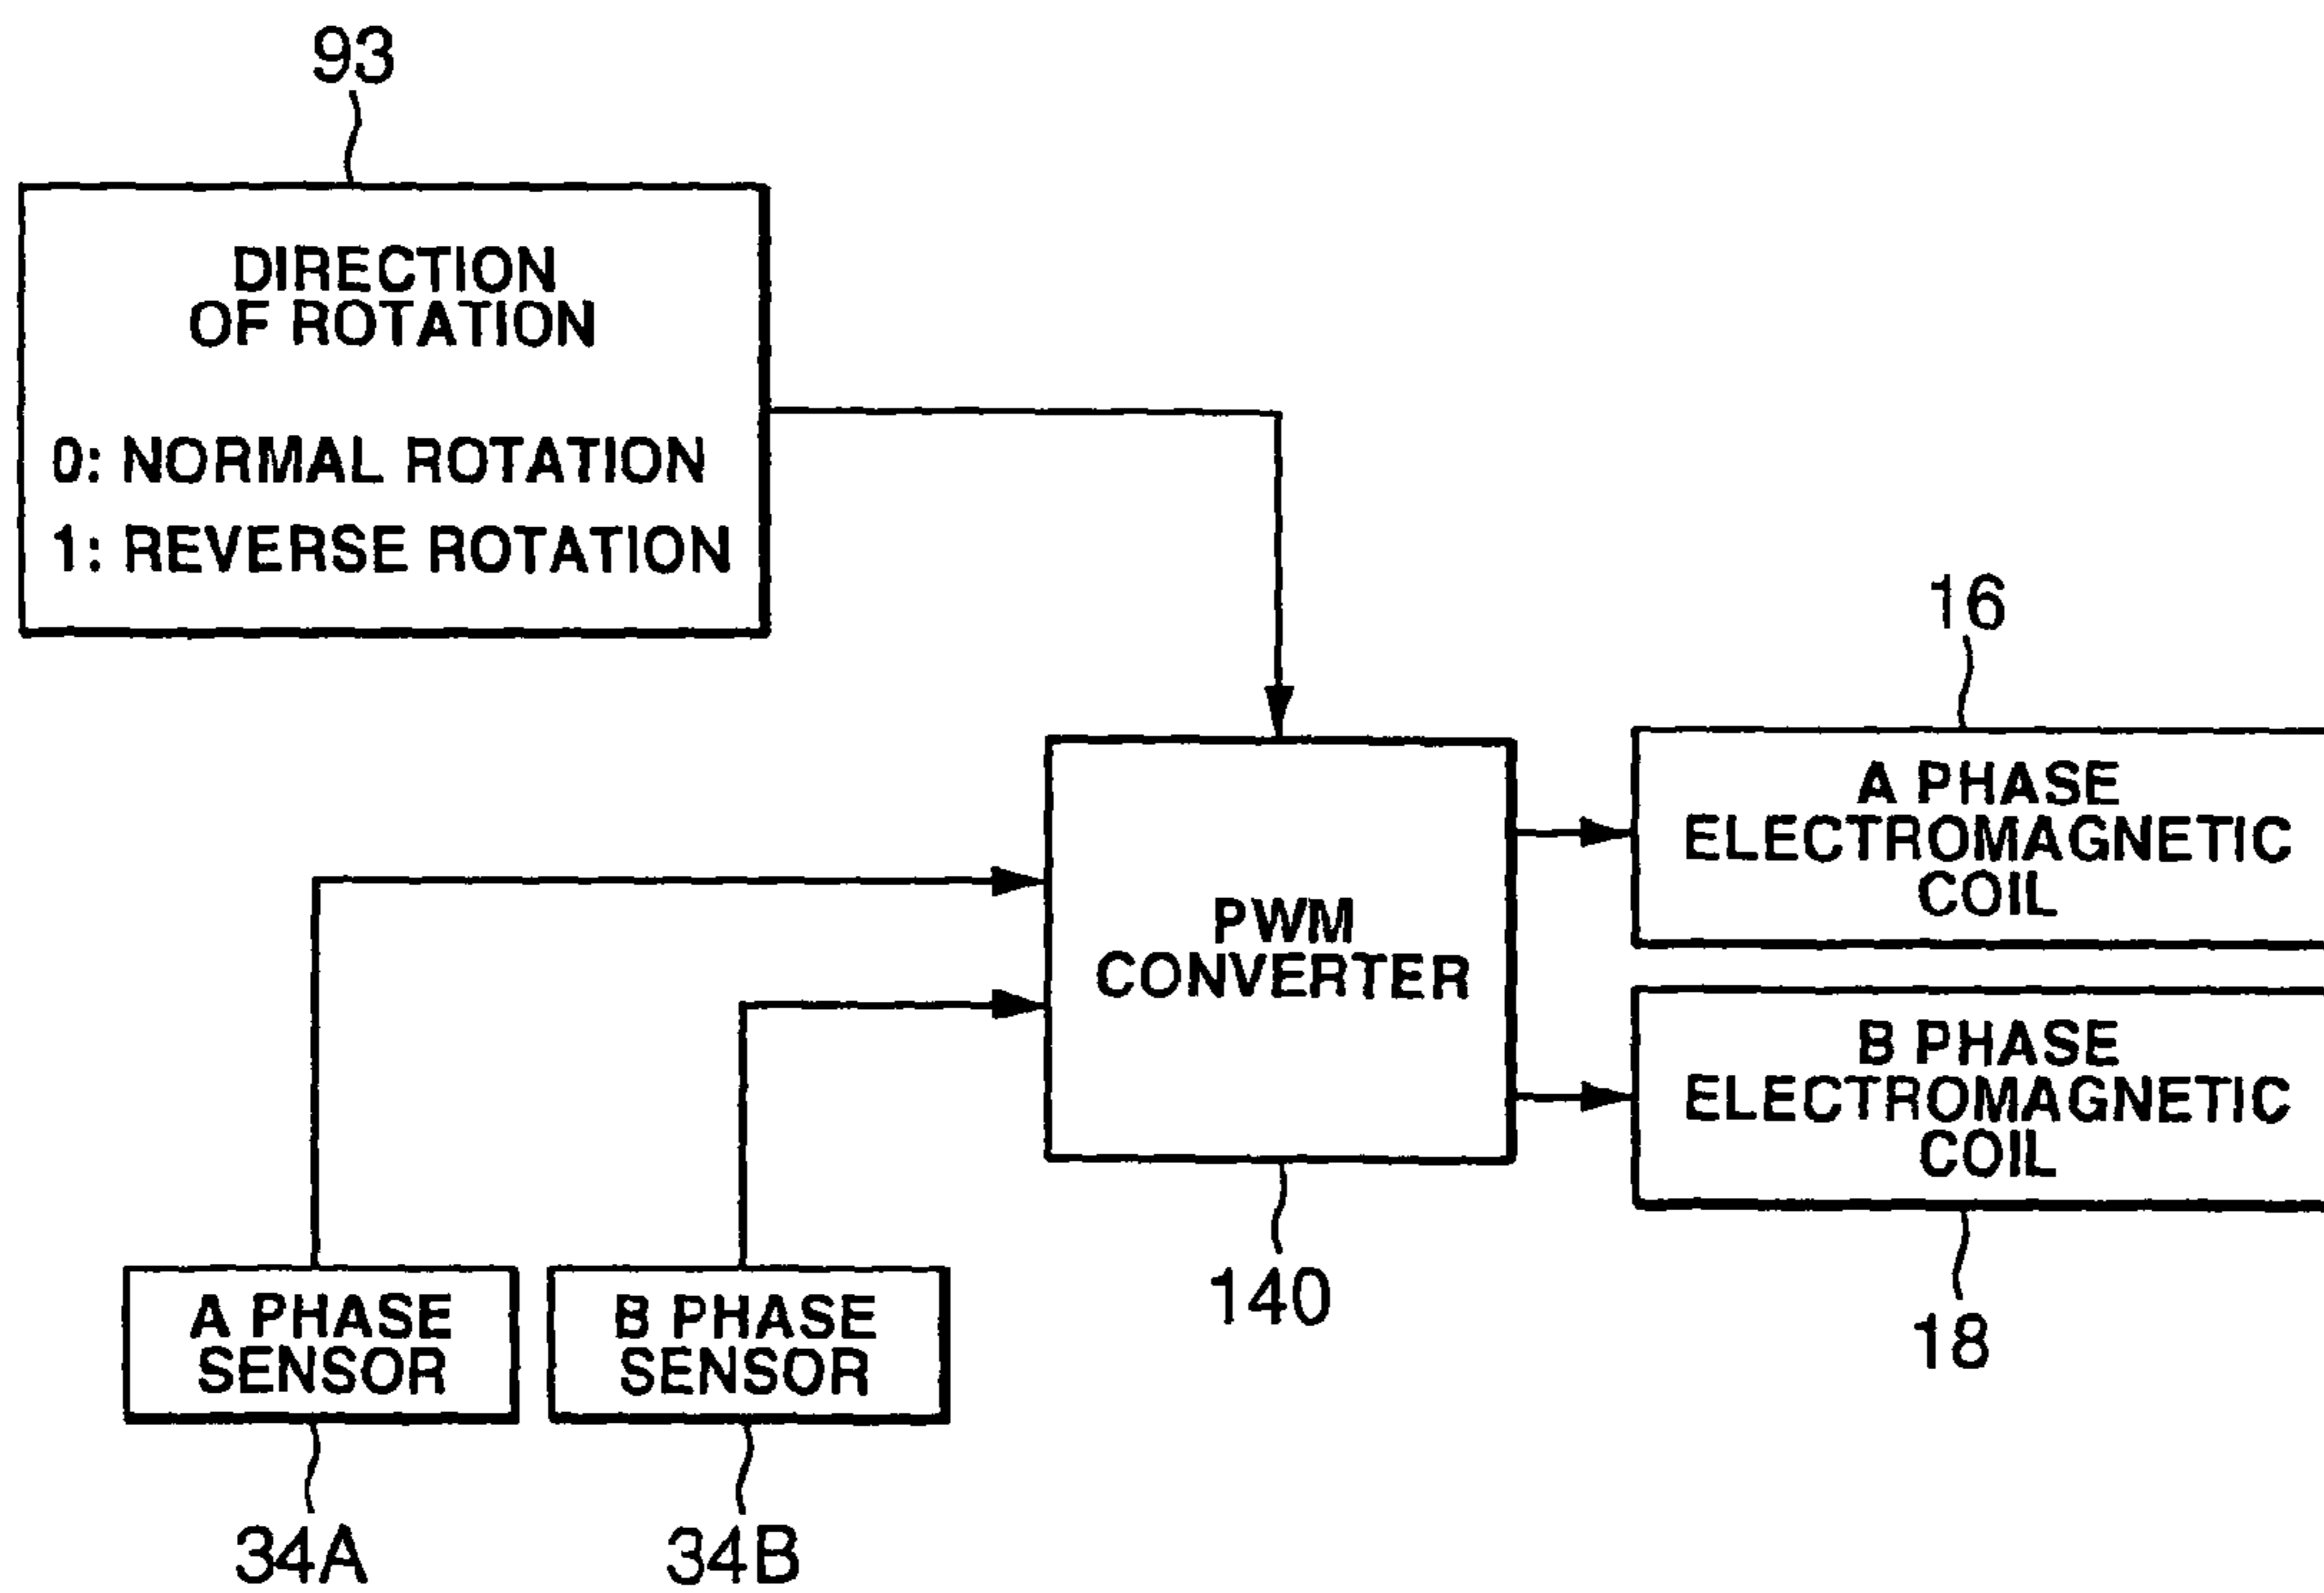 93
DIRECTION
OF ROTATION
0: NORMAL ROTATION
1: REVERSE ROTATION
16
A PHASE
ELECTROMAGNETIC
COIL
PWM
CONVERTER
B PHASE
ELECTROMAGNETIC
COIL
140
18
A PHASE
SENSOR
B PHASE
SENSOR
34A
34B